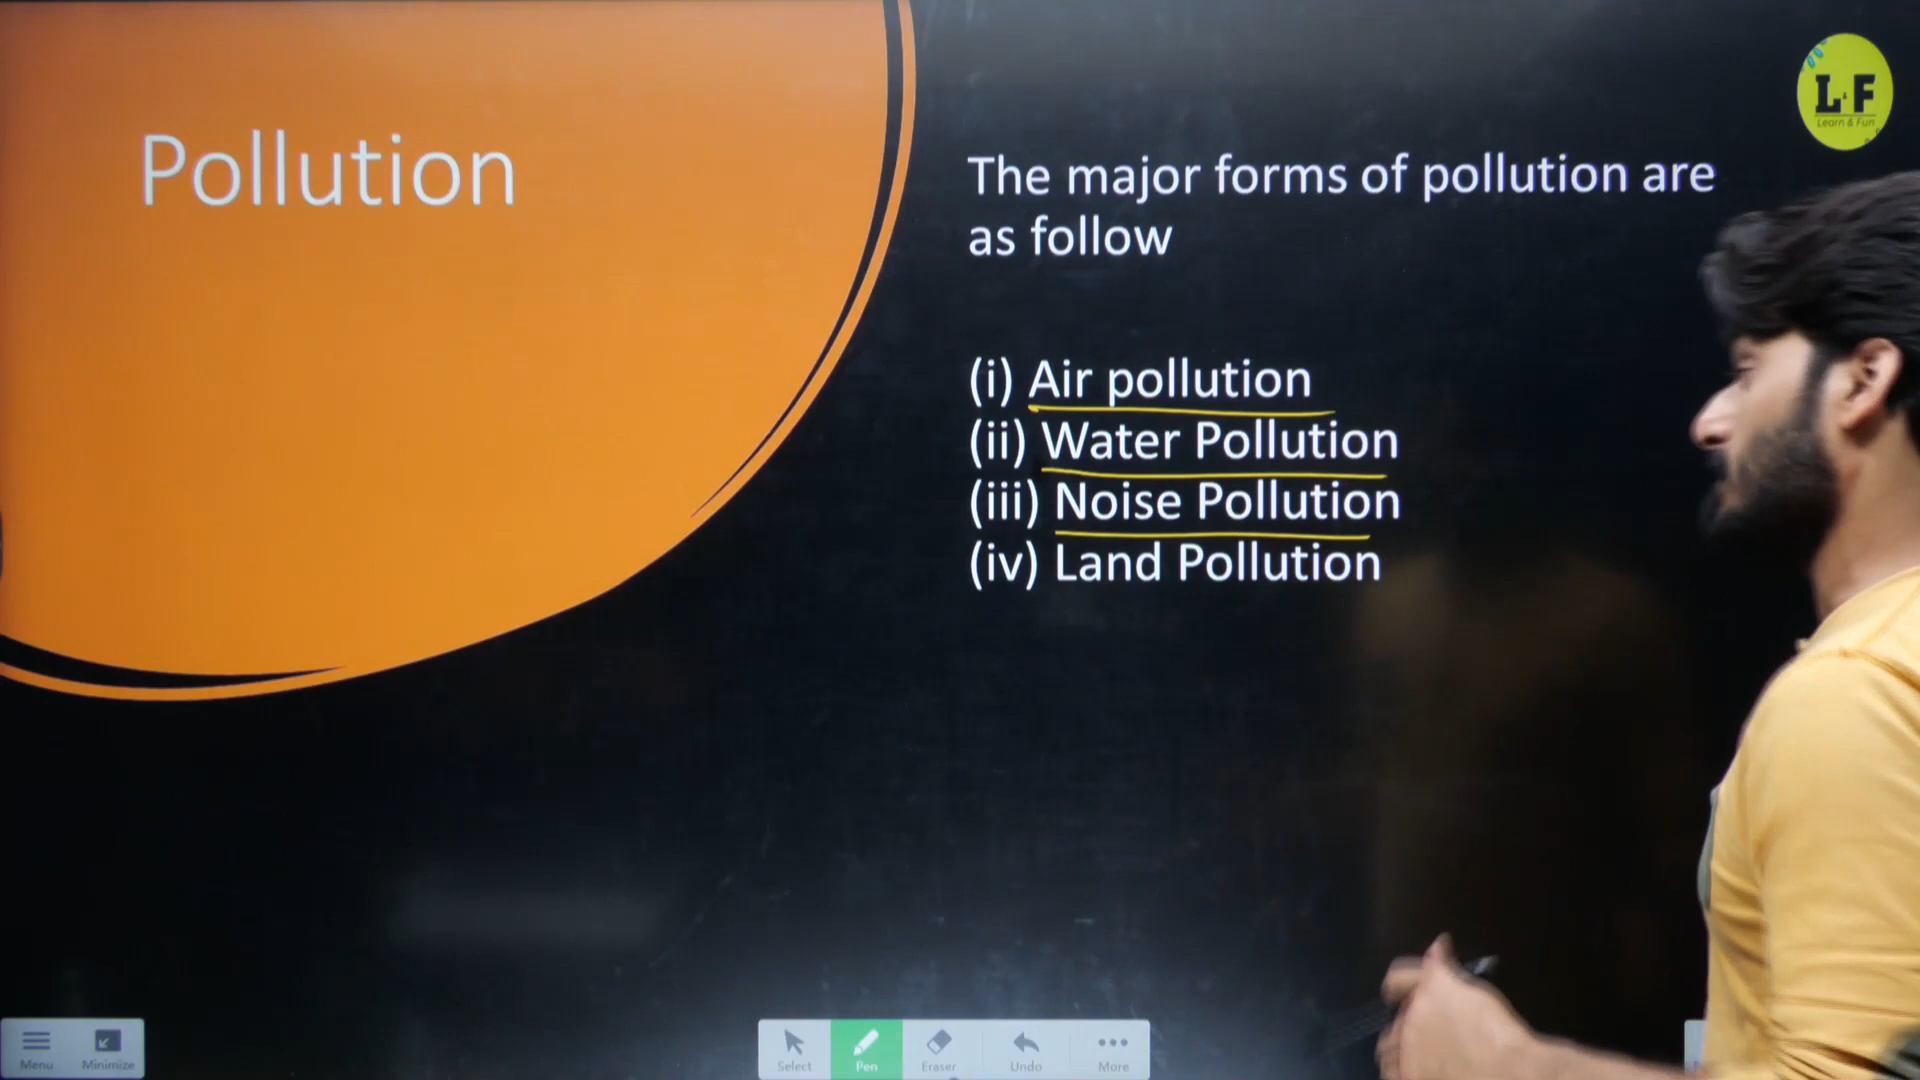 Pollution
L&F
Learn & Fun
The major forms of pollution are
as follow
(i) Air pollution
(ii) Water Pollution
(iii) Noise Pollution
(iv) Land Pollution
Menu
Minimize
Select
Pen
Eraser
Undo
More